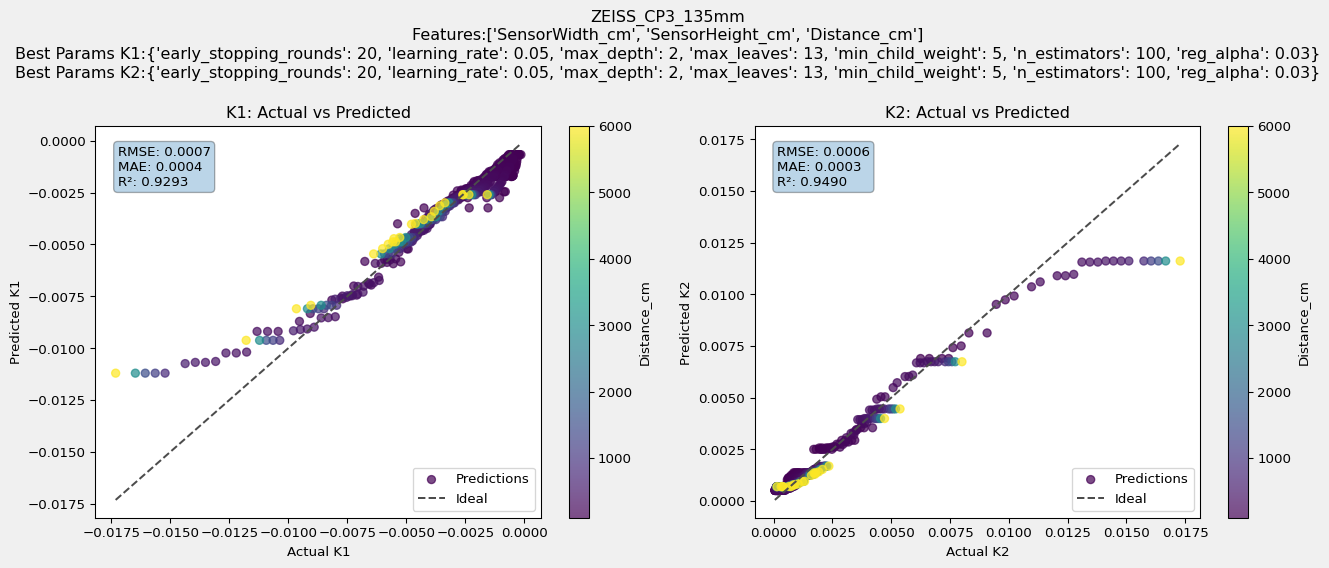 ZEISS_CP3_135mm
Features:['SensorWidth_cm', 'SensorHeight_cm', 'Distance_cm']
Best Params K1:{'early_stopping_rounds': 20, 'learning_rate': 0.05, 'max_depth': 2, 'max_leaves': 13, 'min_child_weight': 5, 'n_estimators': 100, 'reg_alpha': 0.03}
Best Params K2:{'early_stopping_rounds': 20, 'learning_rate': 0.05, 'max_depth': 2, 'max_leaves': 13, 'min_child_weight': 5, 'n_estimators': 100, 'reg_alpha': 0.03}
K1: Actual vs Predicted
RMSE: 0.0007
MAE: 0.0004
R²: 0.9293
Predicted K1
0.0000
−0.0025
−0.0050
−0.0075
−0.0100
−0.0125
−0.0150
−0.0175
Predictions
Ideal
−0.0175
−0.0150
−0.0125
−0.0100
−0.0075
−0.0050
−0.0025
0.0000
Actual K1
6000
5000
4000
3000
2000
1000
Distance_cm
K2: Actual vs Predicted
RMSE: 0.0006
MAE: 0.0003
R²: 0.9490
Predicted K2
0.0175
0.0150
0.0125
0.0100
0.0075
0.0050
0.0025
0.0000
Predictions
Ideal
0.0000
0.0025
0.0050
0.0075
0.0100
0.0125
0.0150
0.0175
Actual K2
6000
5000
4000
3000
2000
1000
Distance_cm